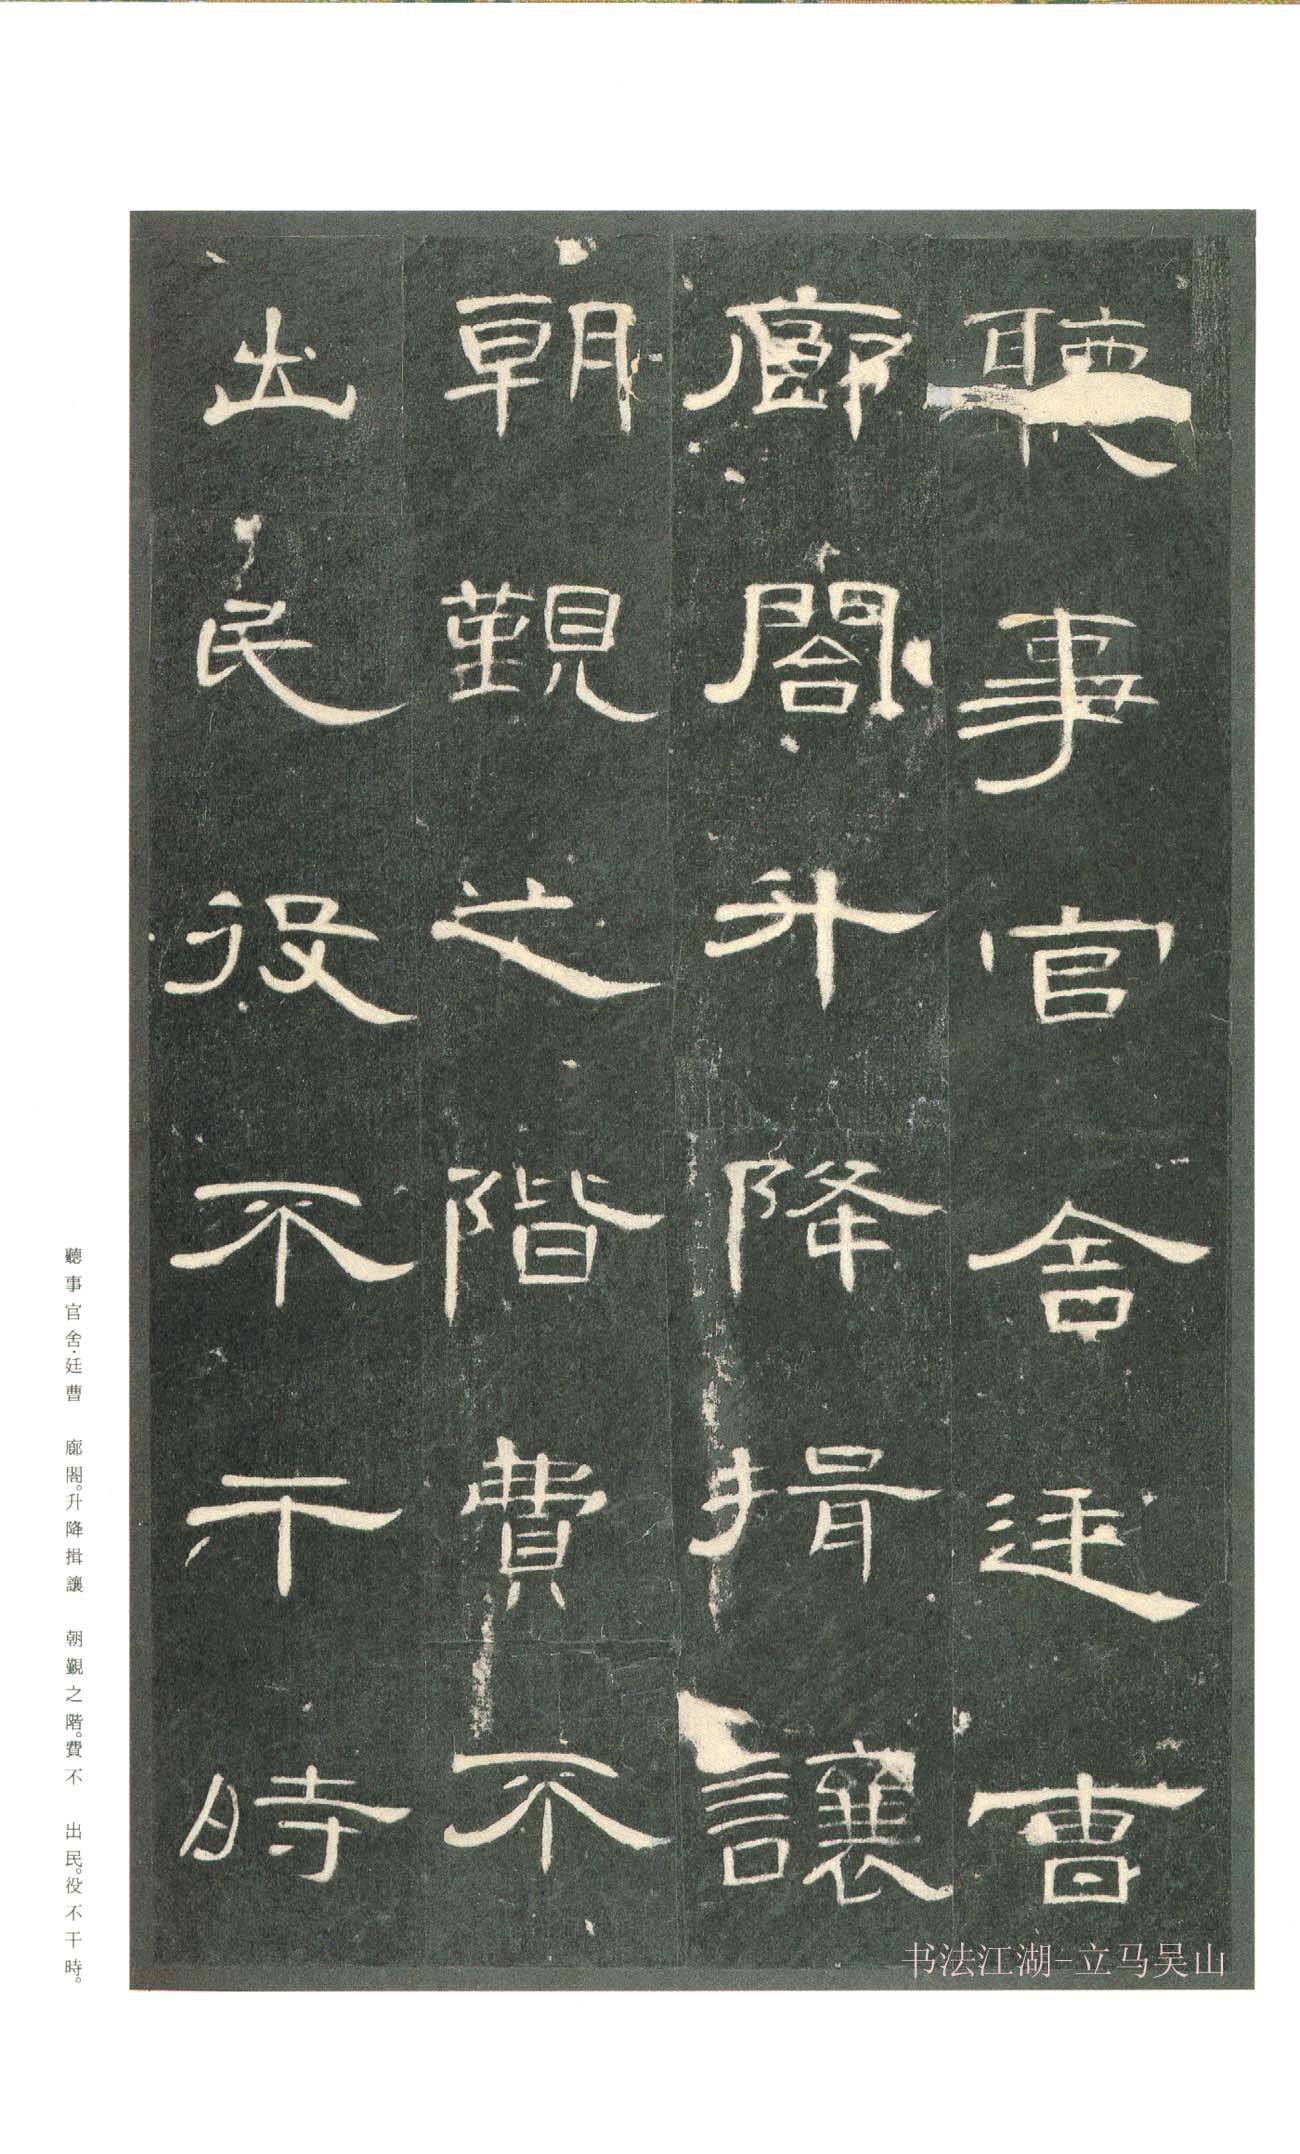 聽事官舍廷曹
廊閣升降揖讓
朝覲之階費不
出民役不干時
聽事官舍·廷曹 廊閣。升降揖讓 朝覲之階。費不 出民。役不干時。
书法江湖-立马吴山